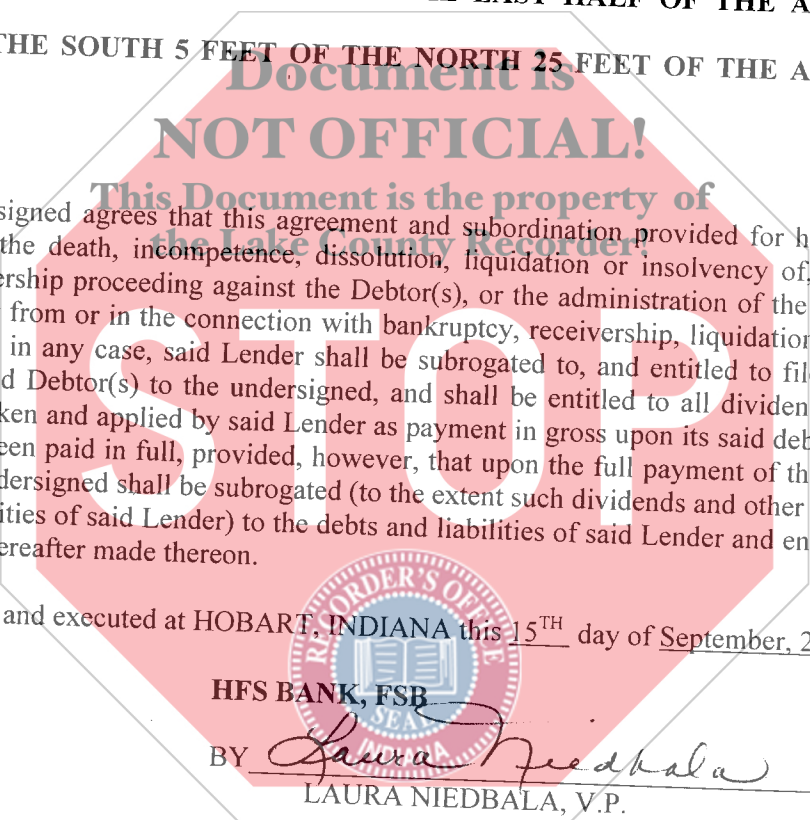 EAST HALF OF THE A
THE SOUTH 5 FEET OF THE NORTH 25 FEET OF THE A
Document is
NOT OFFICIAL!
This Document is the property of
the Lake County Recorder!
signed agrees that this agreement and subordination provided for h
the death, incompetence, dissolution, liquidation or insolvency of
ership proceeding against the Debtor(s), or the administration of the
from or in the connection with bankruptcy, receivership, liquidation
in any case, said Lender shall be subrogated to, and entitled to fil
d Debtor(s) to the undersigned, and shall be entitled to all dividen
ken and applied by said Lender as payment in gross upon its said deb
een paid in full, provided, however, that upon the full payment of th
dersigned shall be subrogated (to the extent such dividends and other
ities of said Lender) to the debts and liabilities of said Lender and en
ereafter made thereon.
STOP
and executed at HOBART, INDIANA this 15TH day of September, 2
RECORDER'S OFFICE
SEAL
INDIANA
HFS BANK, FSB
BY Laura Niedbala
LAURA NIEDBALA, V.P.